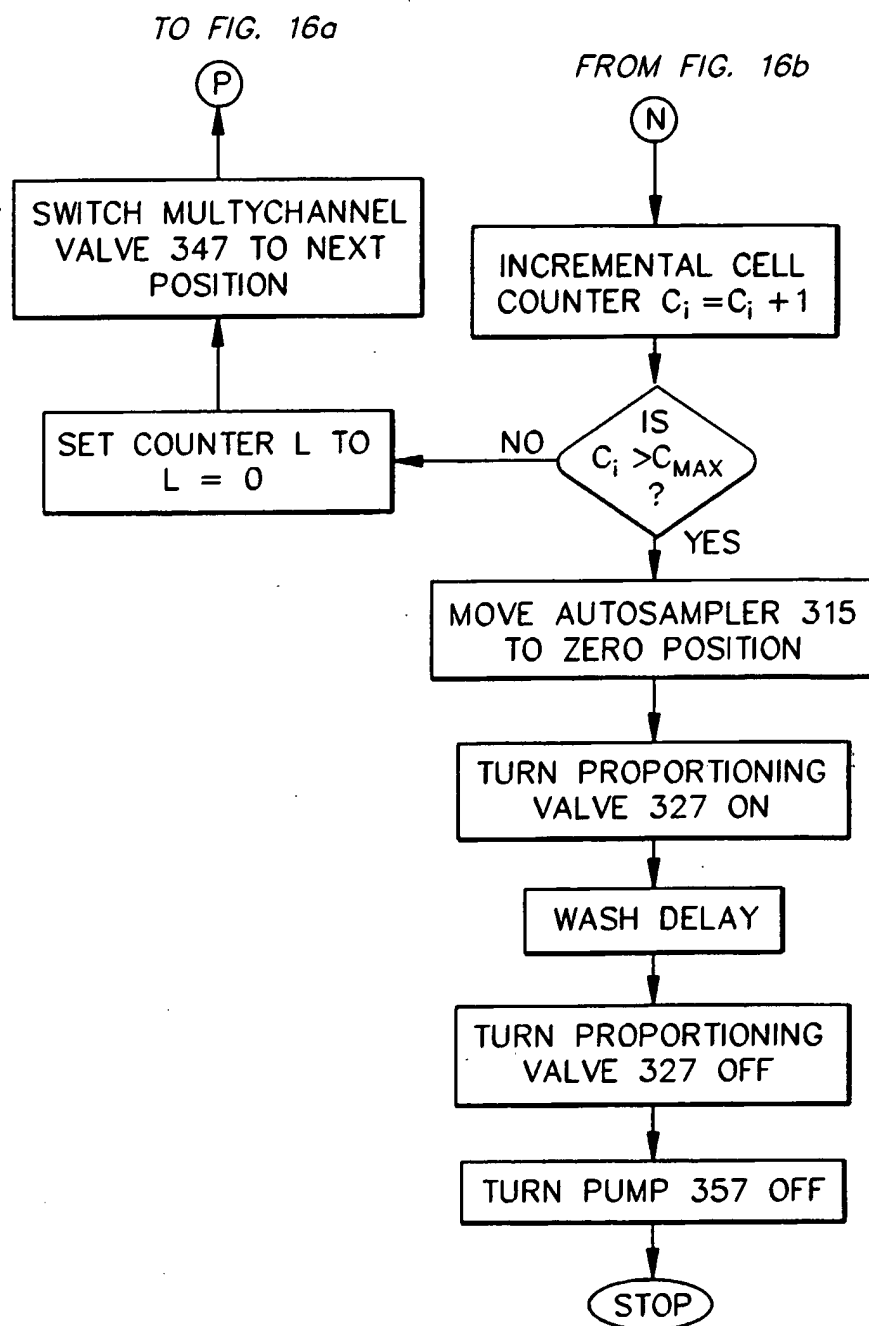 TO FIG. 16a
P
SWITCH MULTYCHANNEL
VALVE 347 TO NEXT
POSITION
SET COUNTER L TO
L = 0
FROM FIG. 16b
N
INCREMENTAL CELL
COUNTER Ci = Ci + 1
IS
Ci > CMAX
?
NO
YES
MOVE AUTOSAMPLER 315
TO ZERO POSITION
TURN PROPORTIONING
VALVE 327 ON
WASH DELAY
TURN PROPORTIONING
VALVE 327 OFF
TURN PUMP 357 OFF
STOP